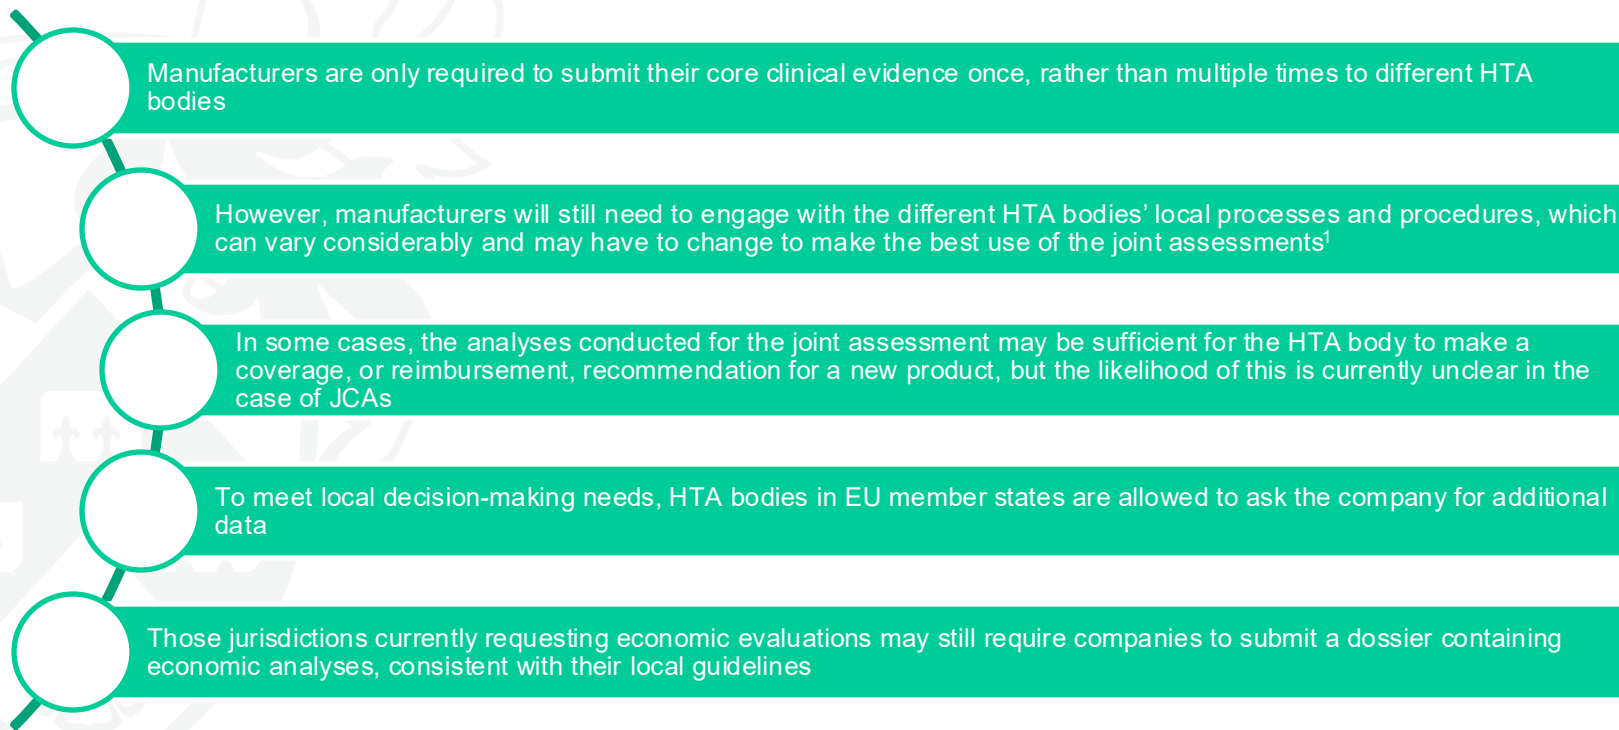 Manufacturers are only required to submit their core clinical evidence once, rather than multiple times to different HTA
bodies
However, manufacturers will still need to engage with the different HTA bodies’ local processes and procedures, which
can vary considerably and may have to change to make the best use of the joint assessments¹
In some cases, the analyses conducted for the joint assessment may be sufficient for the HTA body to make a
coverage, or reimbursement, recommendation for a new product, but the likelihood of this is currently unclear in the
case of JCAs
To meet local decision-making needs, HTA bodies in EU member states are allowed to ask the company for additional
data
Those jurisdictions currently requesting economic evaluations may still require companies to submit a dossier containing
economic analyses, consistent with their local guidelines